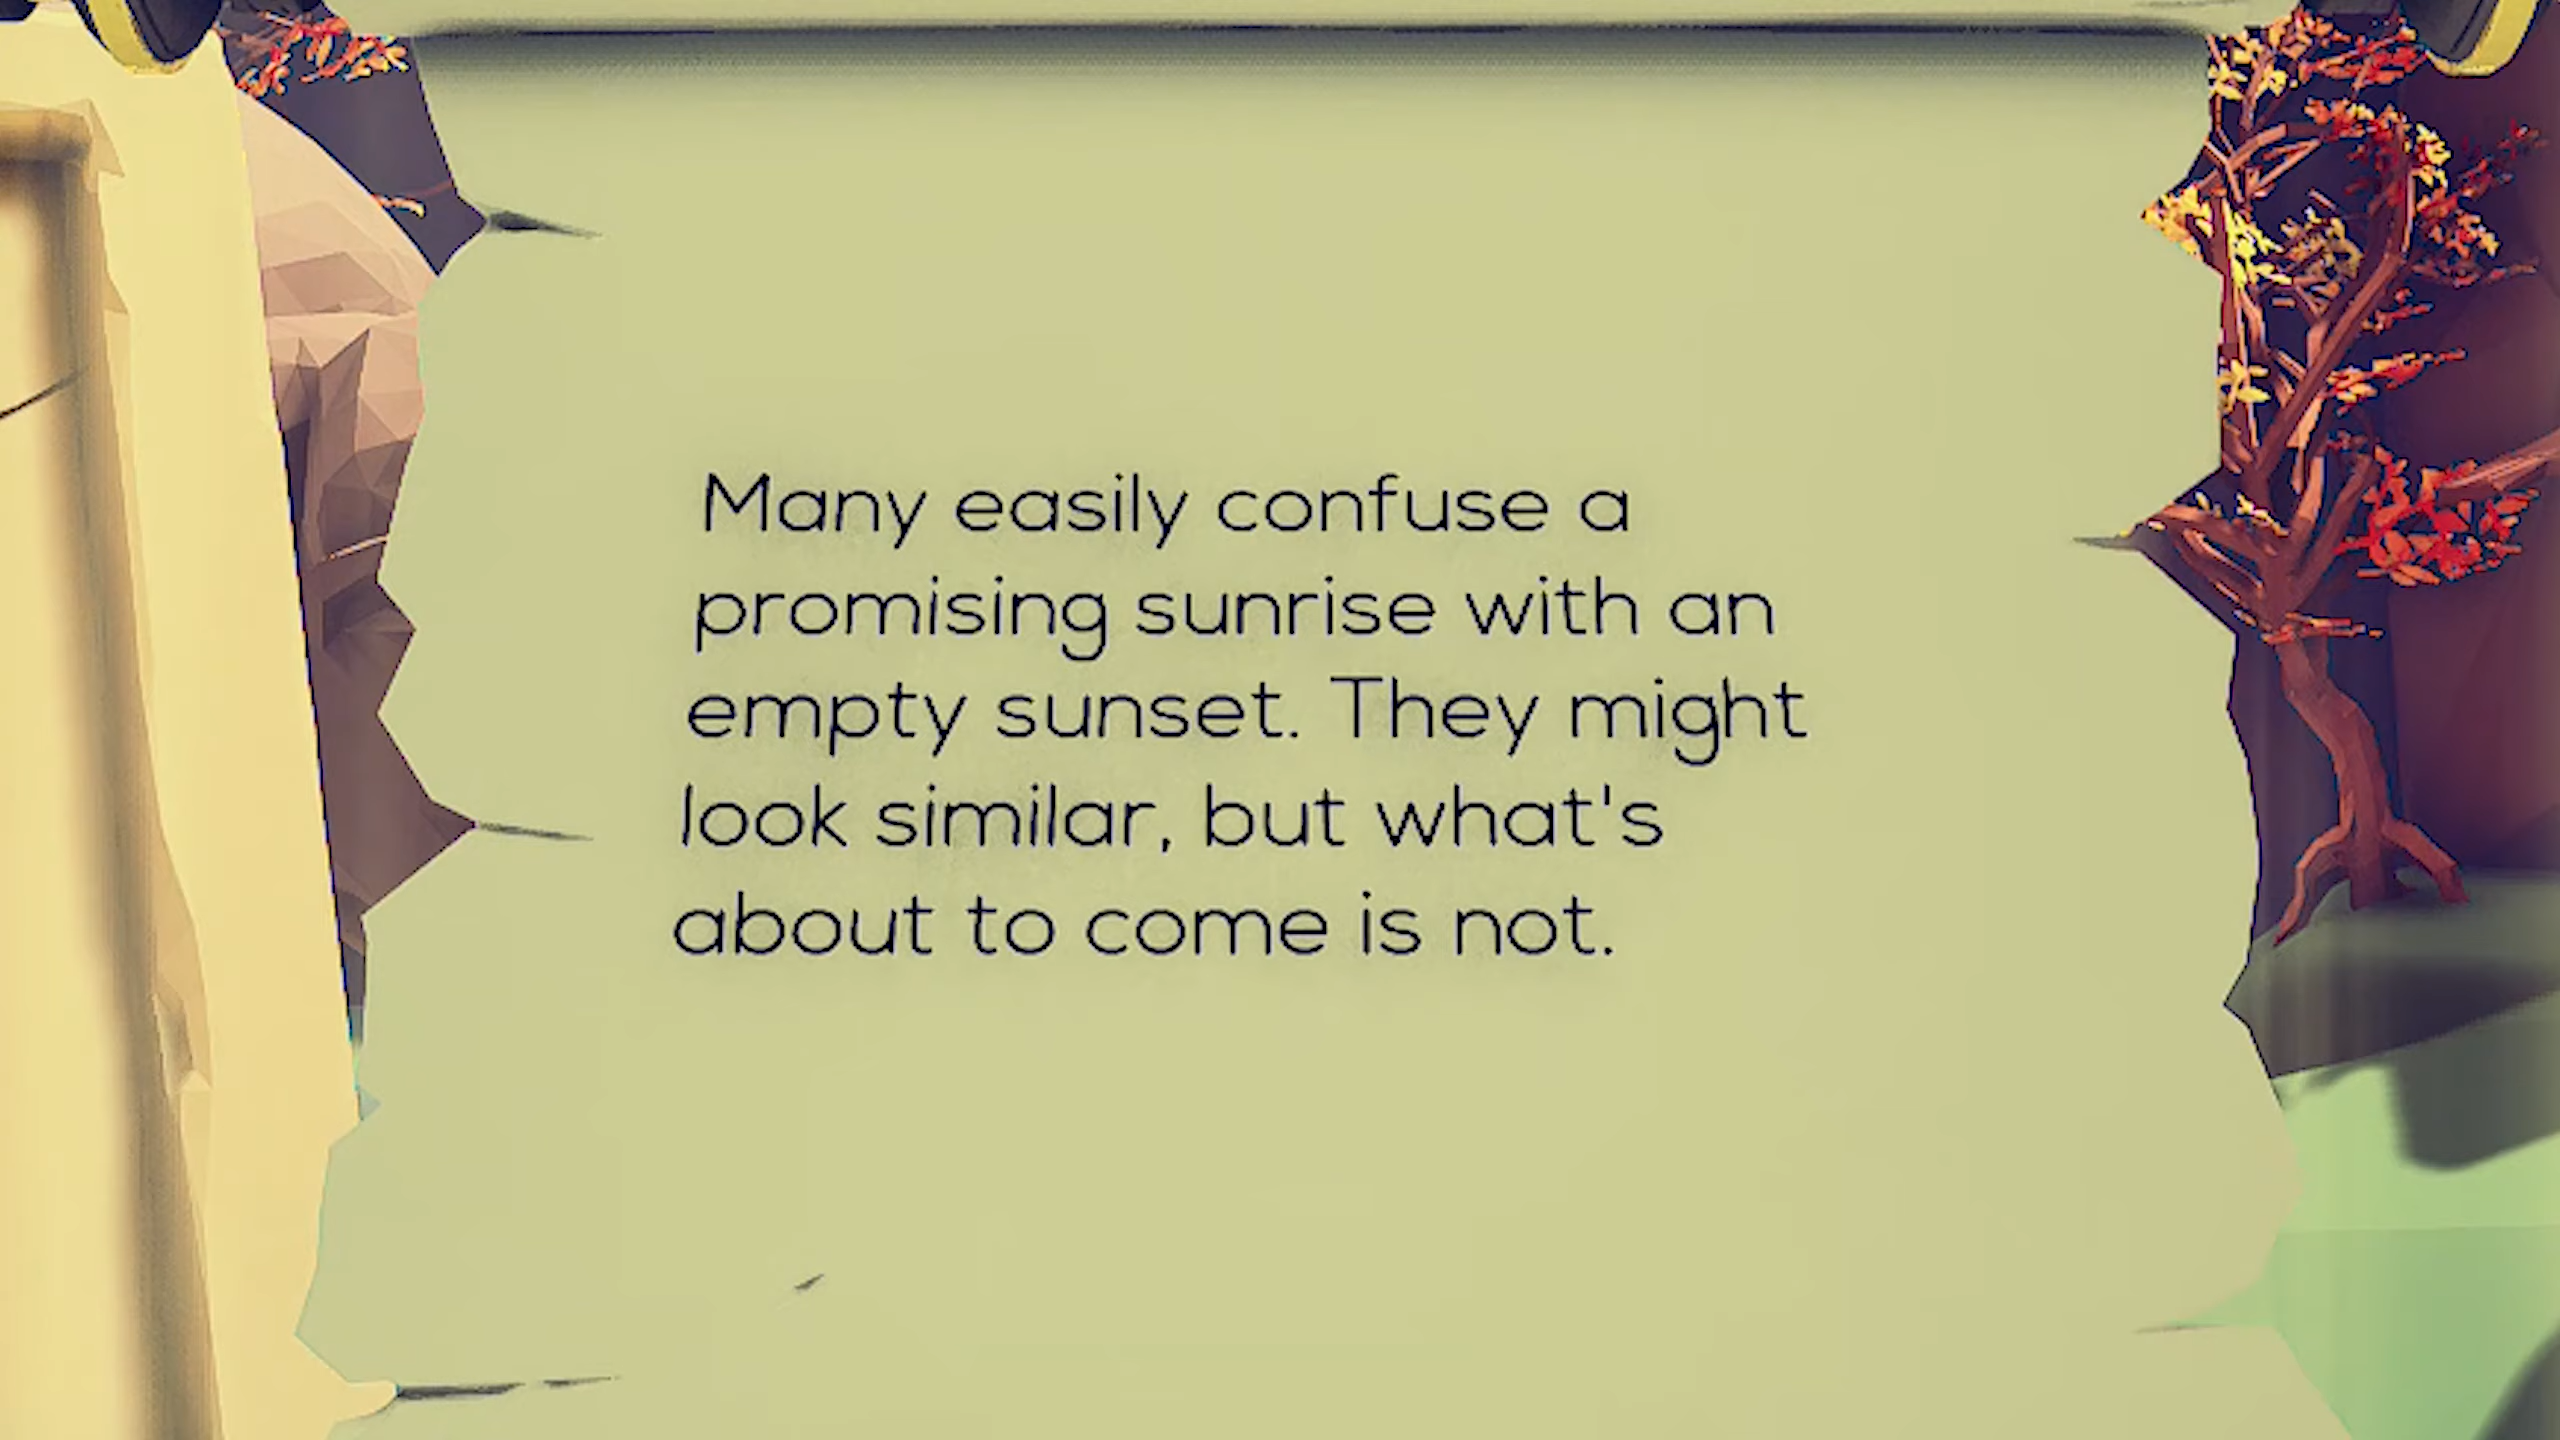 Many easily confuse a
promising sunrise with an
empty sunset. They might
look similar, but what's
about to come is not.